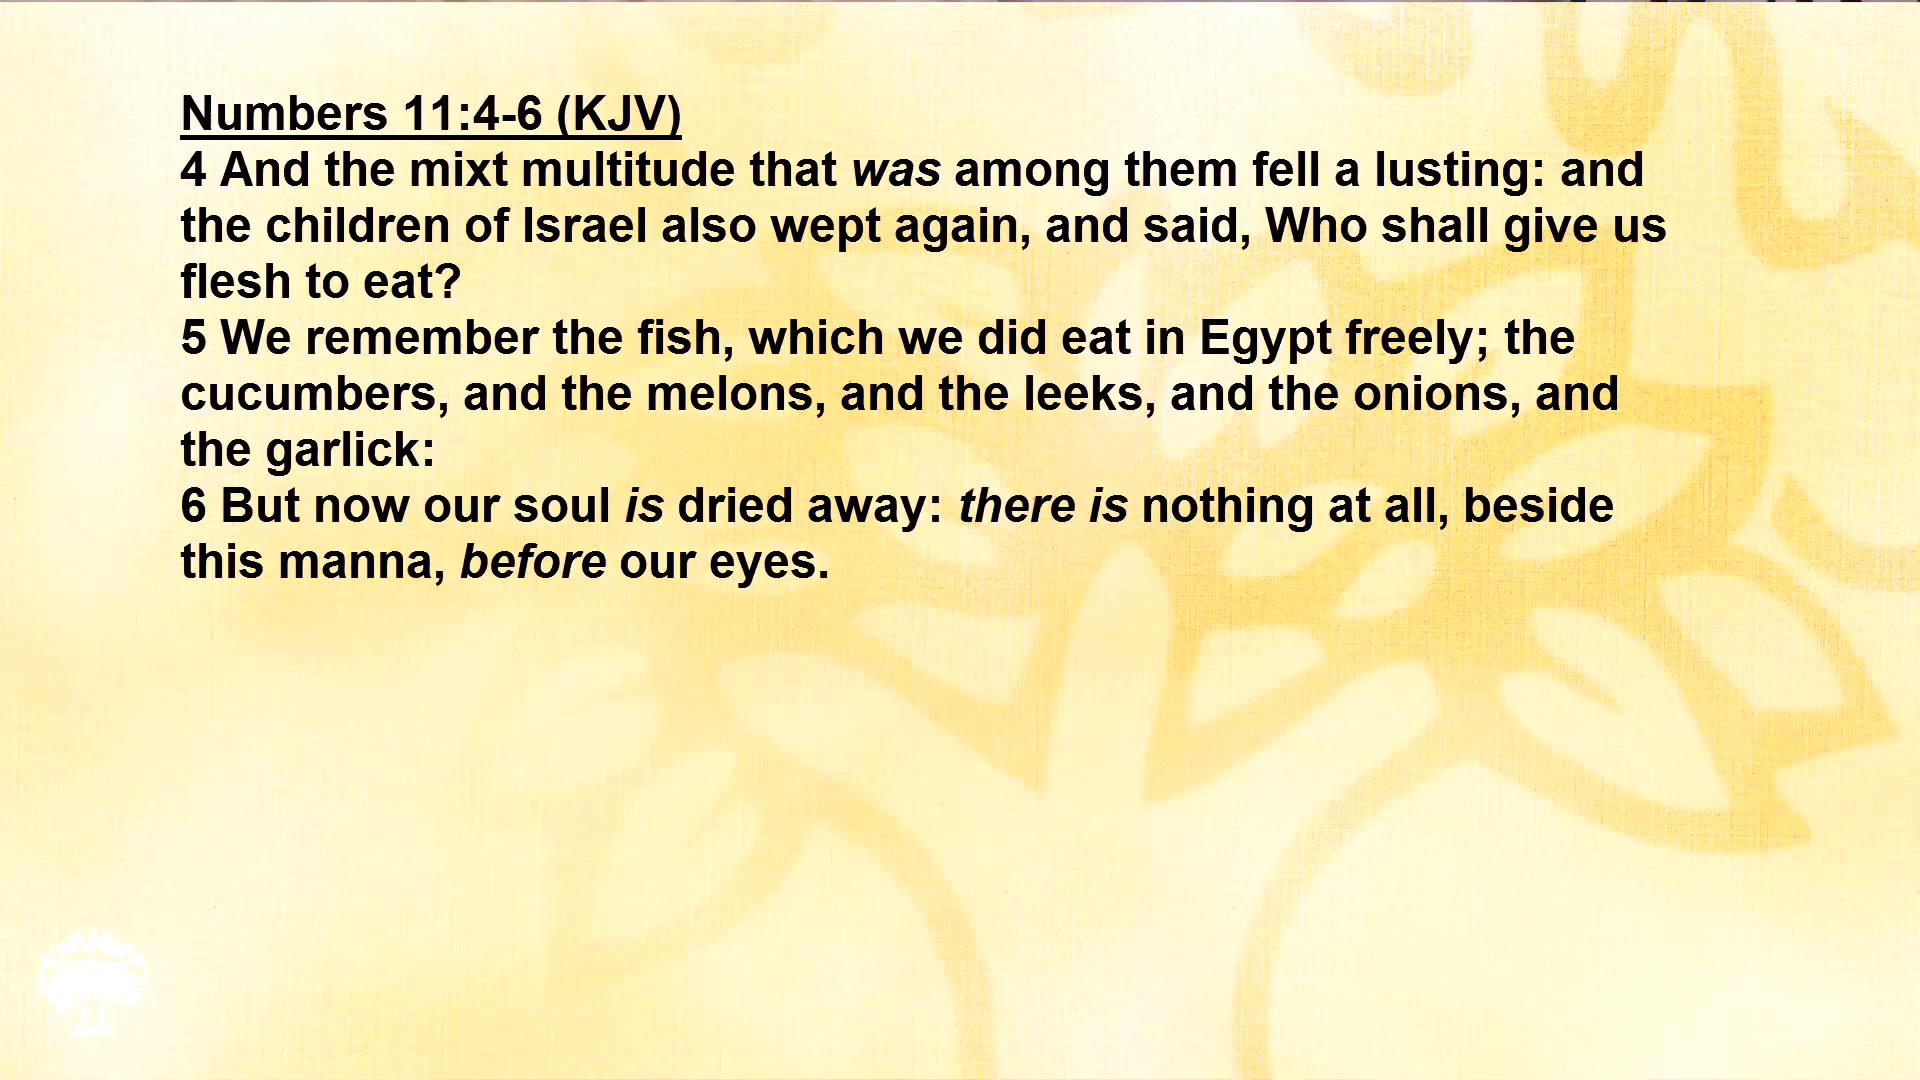 Numbers 11:4-6 (KJV)
4 And the mixt multitude that was among them fell a lusting: and
the children of Israel also wept again, and said, Who shall give us
flesh to eat?
5 We remember the fish, which we did eat in Egypt freely; the
cucumbers, and the melons, and the leeks, and the onions, and
the garlick:
6 But now our soul is dried away: there is nothing at all, beside
this manna, before our eyes.